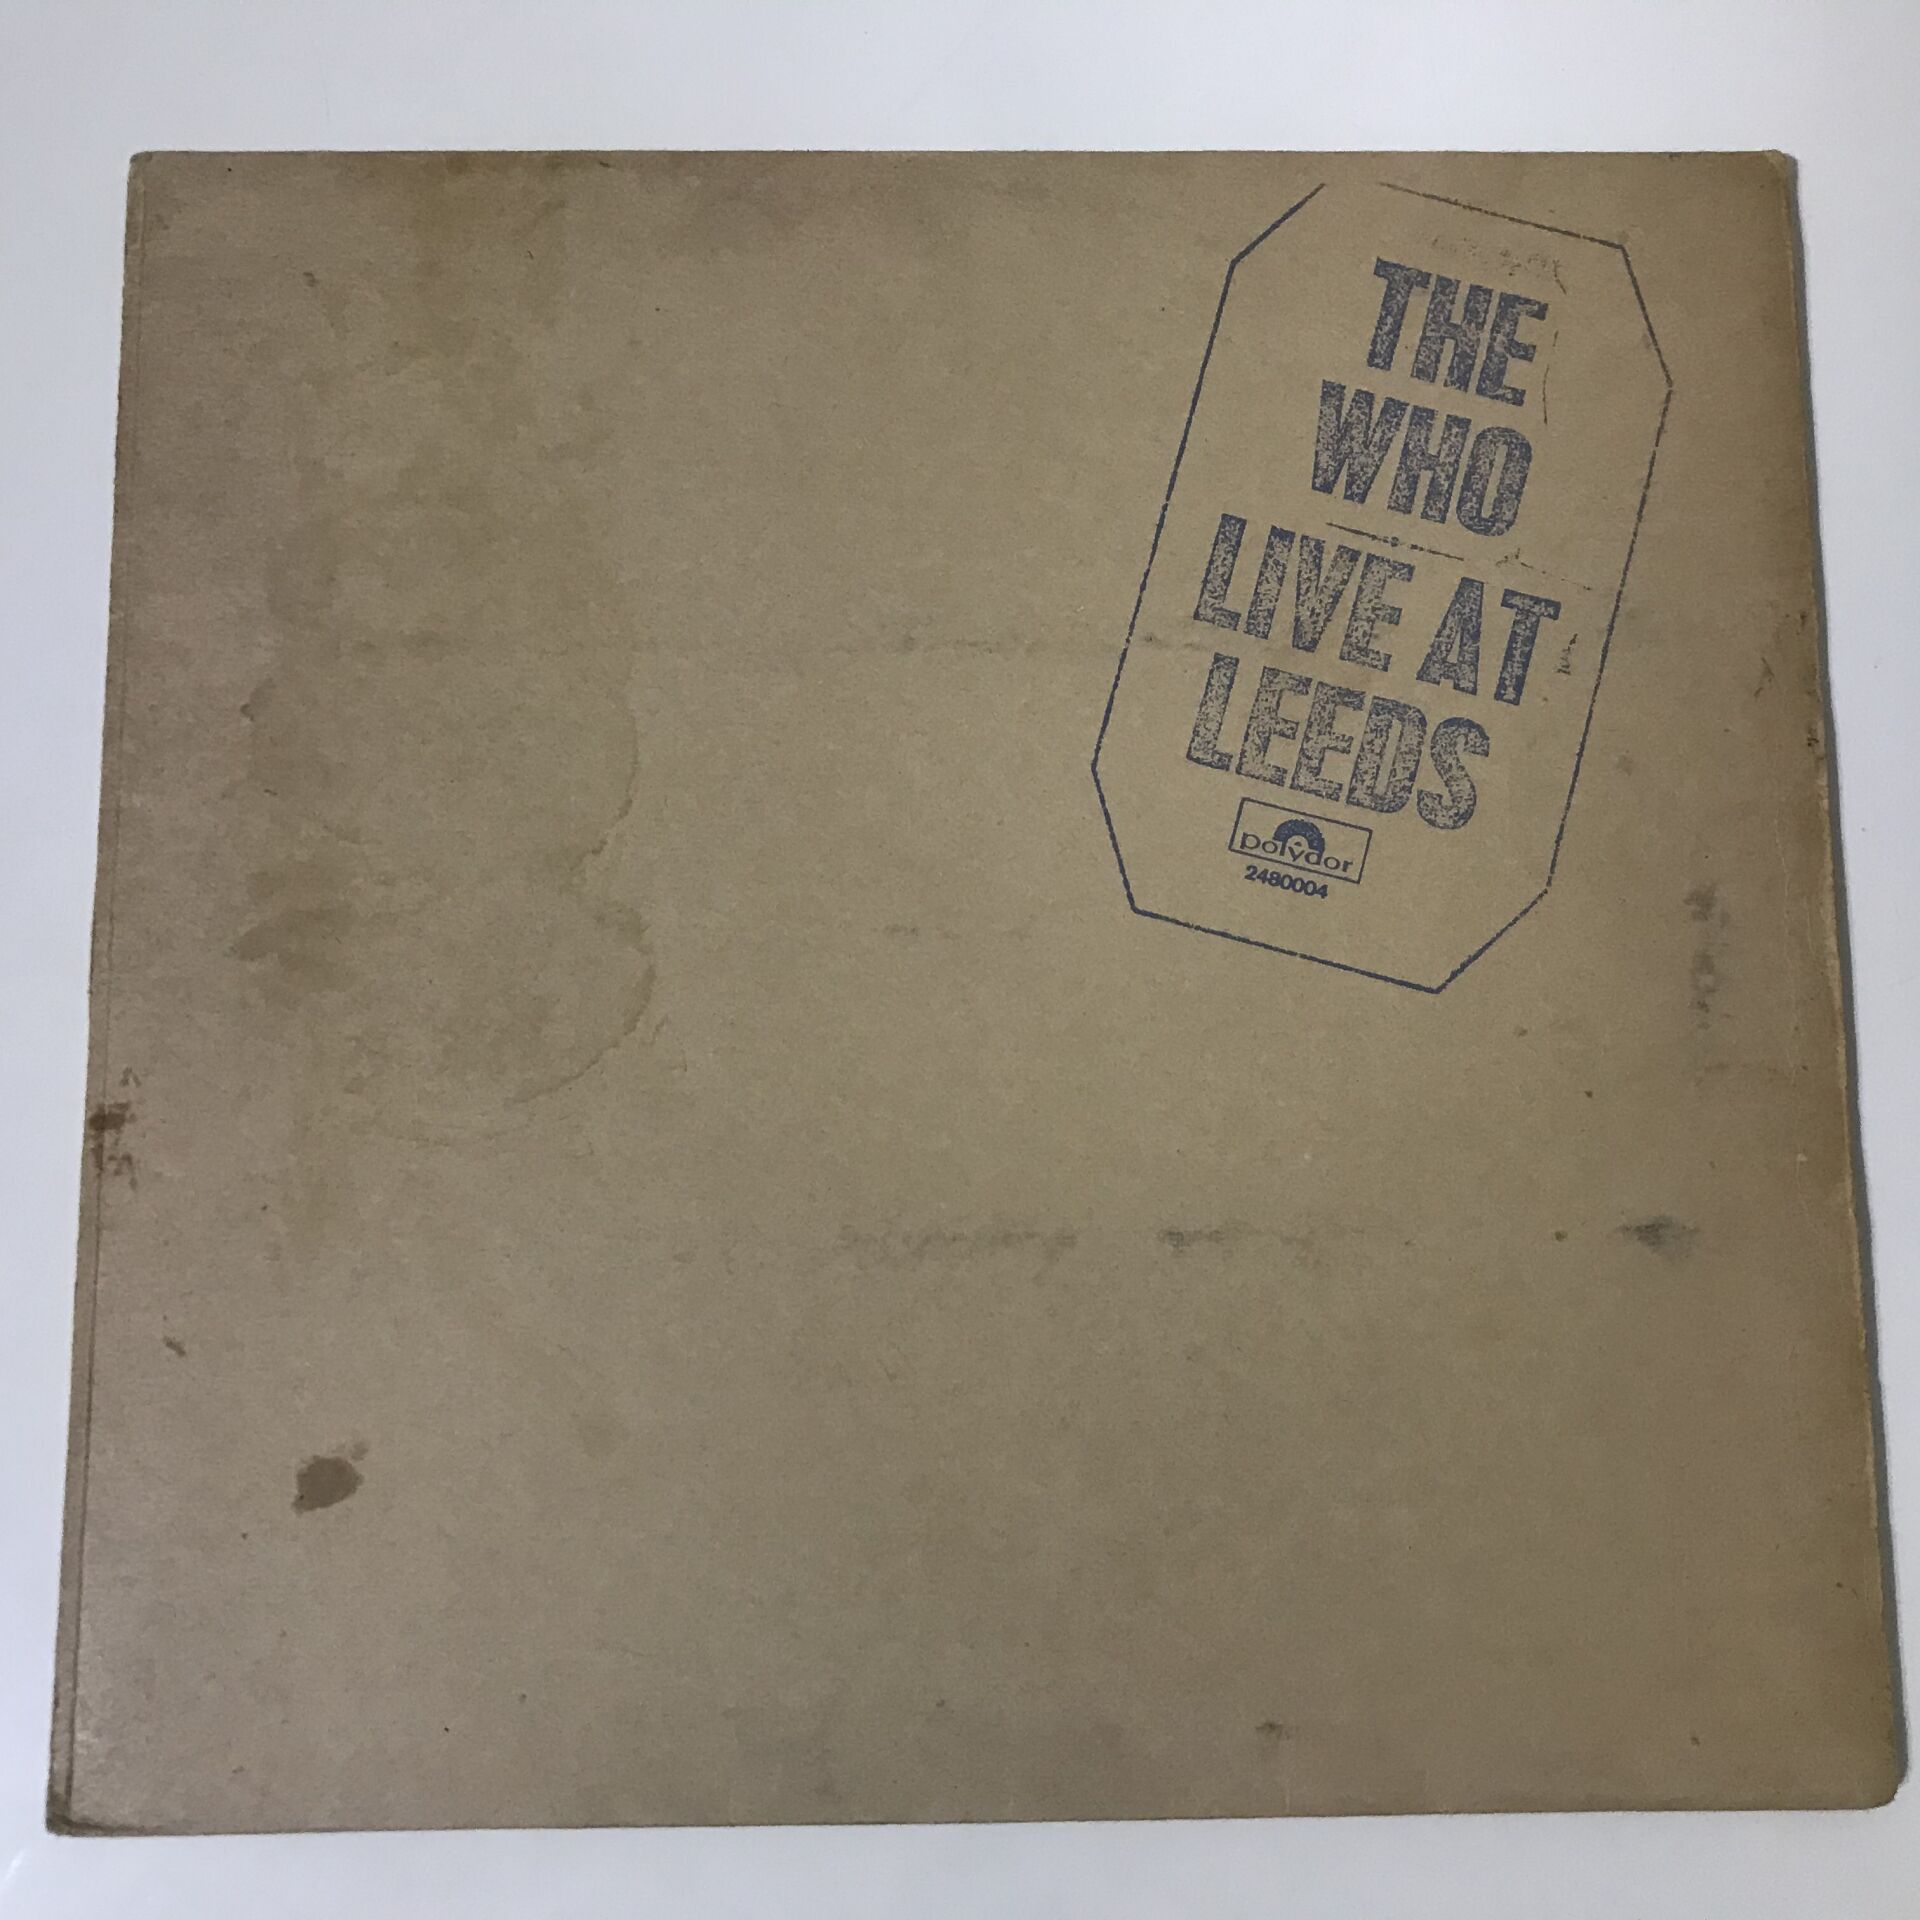 THE
WHO
LIVE AT
LEEDS
polydor
2480004